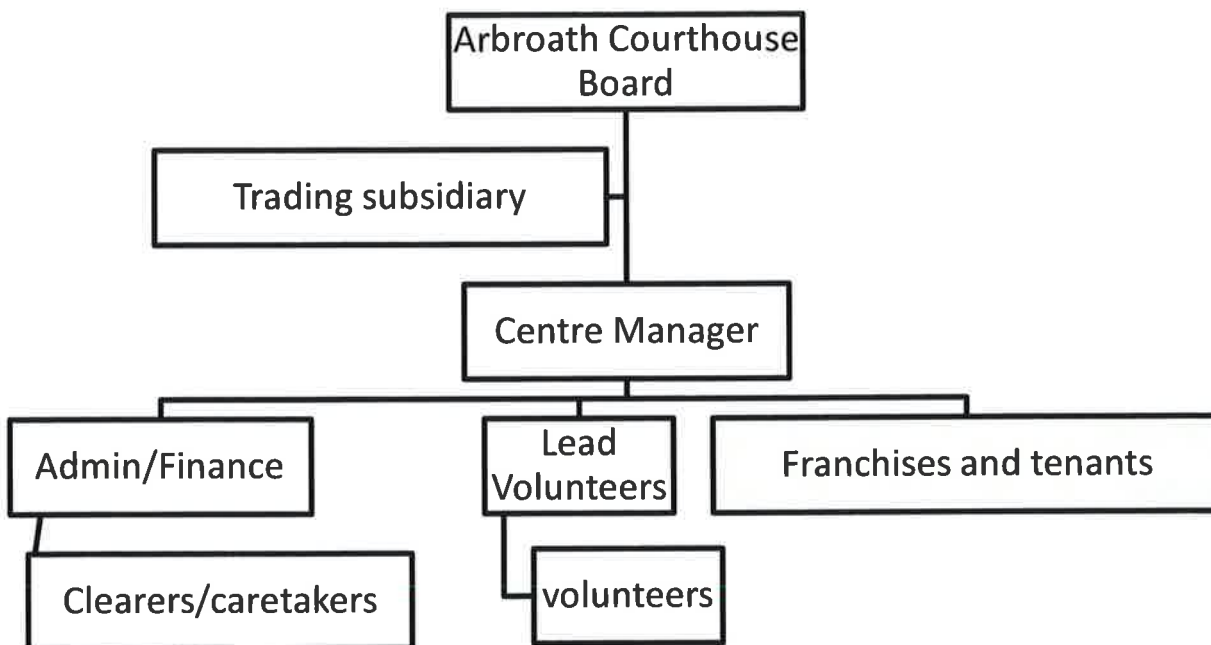 Arbroath Courthouse
Board
Trading subsidiary
Centre Manager
Admin/Finance
Lead
Volunteers
Franchises and tenants
Clearers/caretakers
volunteers